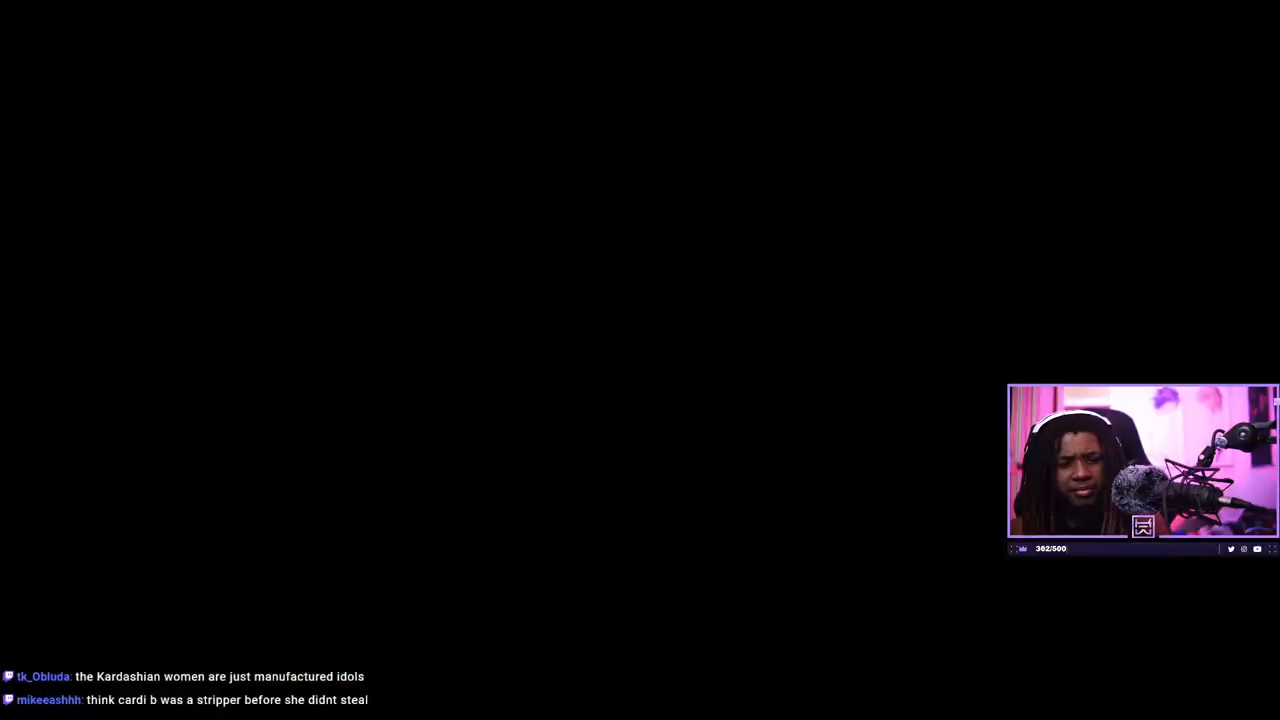 362/500
tk_Obluda: the Kardashian women are just manufactured idols
mikeeashhh: think cardi b was a stripper before she didnt steal